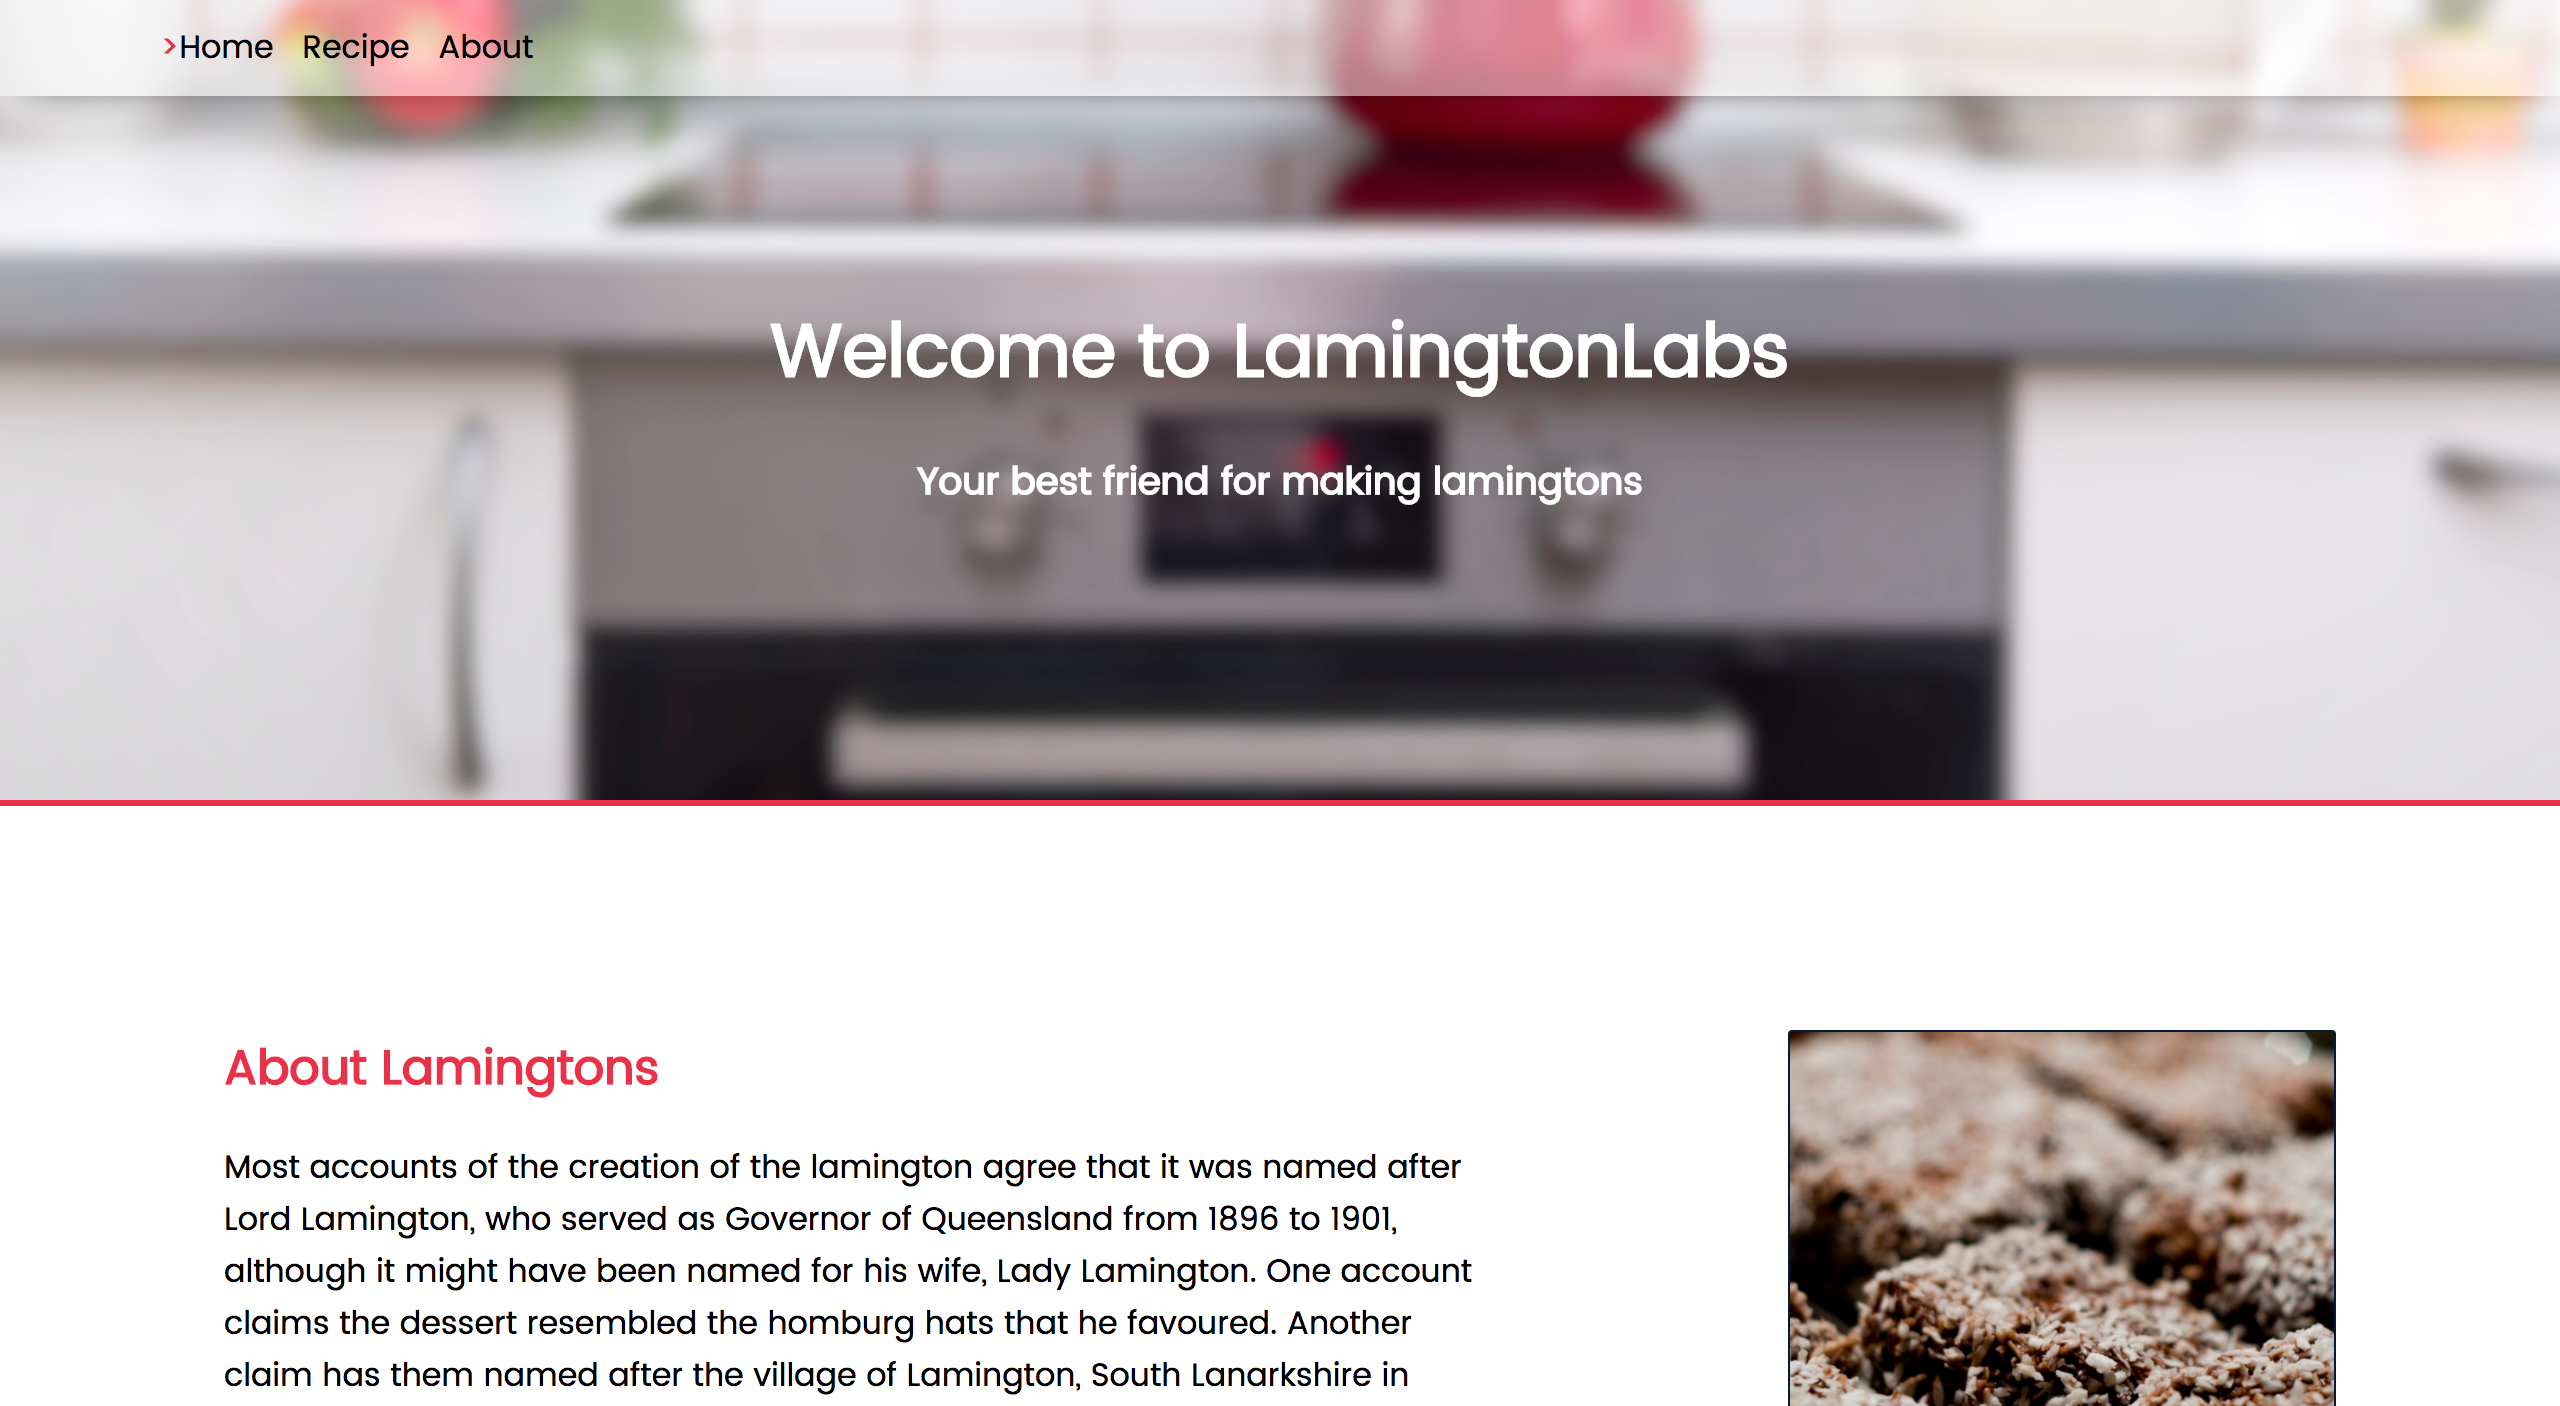 >Home Recipe About
Welcome to LamingtonLabs
Your best friend for making lamingtons
About Lamingtons
Most accounts of the creation of the lamington agree that it was named after
Lord Lamington, who served as Governor of Queensland from 1896 to 1901,
although it might have been named for his wife, Lady Lamington. One account
claims the dessert resembled the homburg hats that he favoured. Another
claim has them named after the village of Lamington, South Lanarkshire in